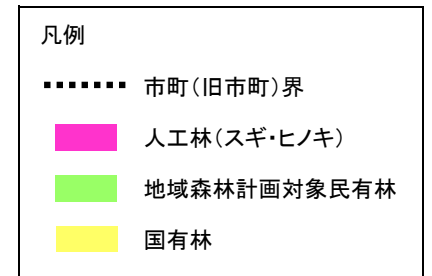 凡例
市町(旧市町)界
人工林(スギ・ヒノキ)
地域森林計画対象民有林
国有林